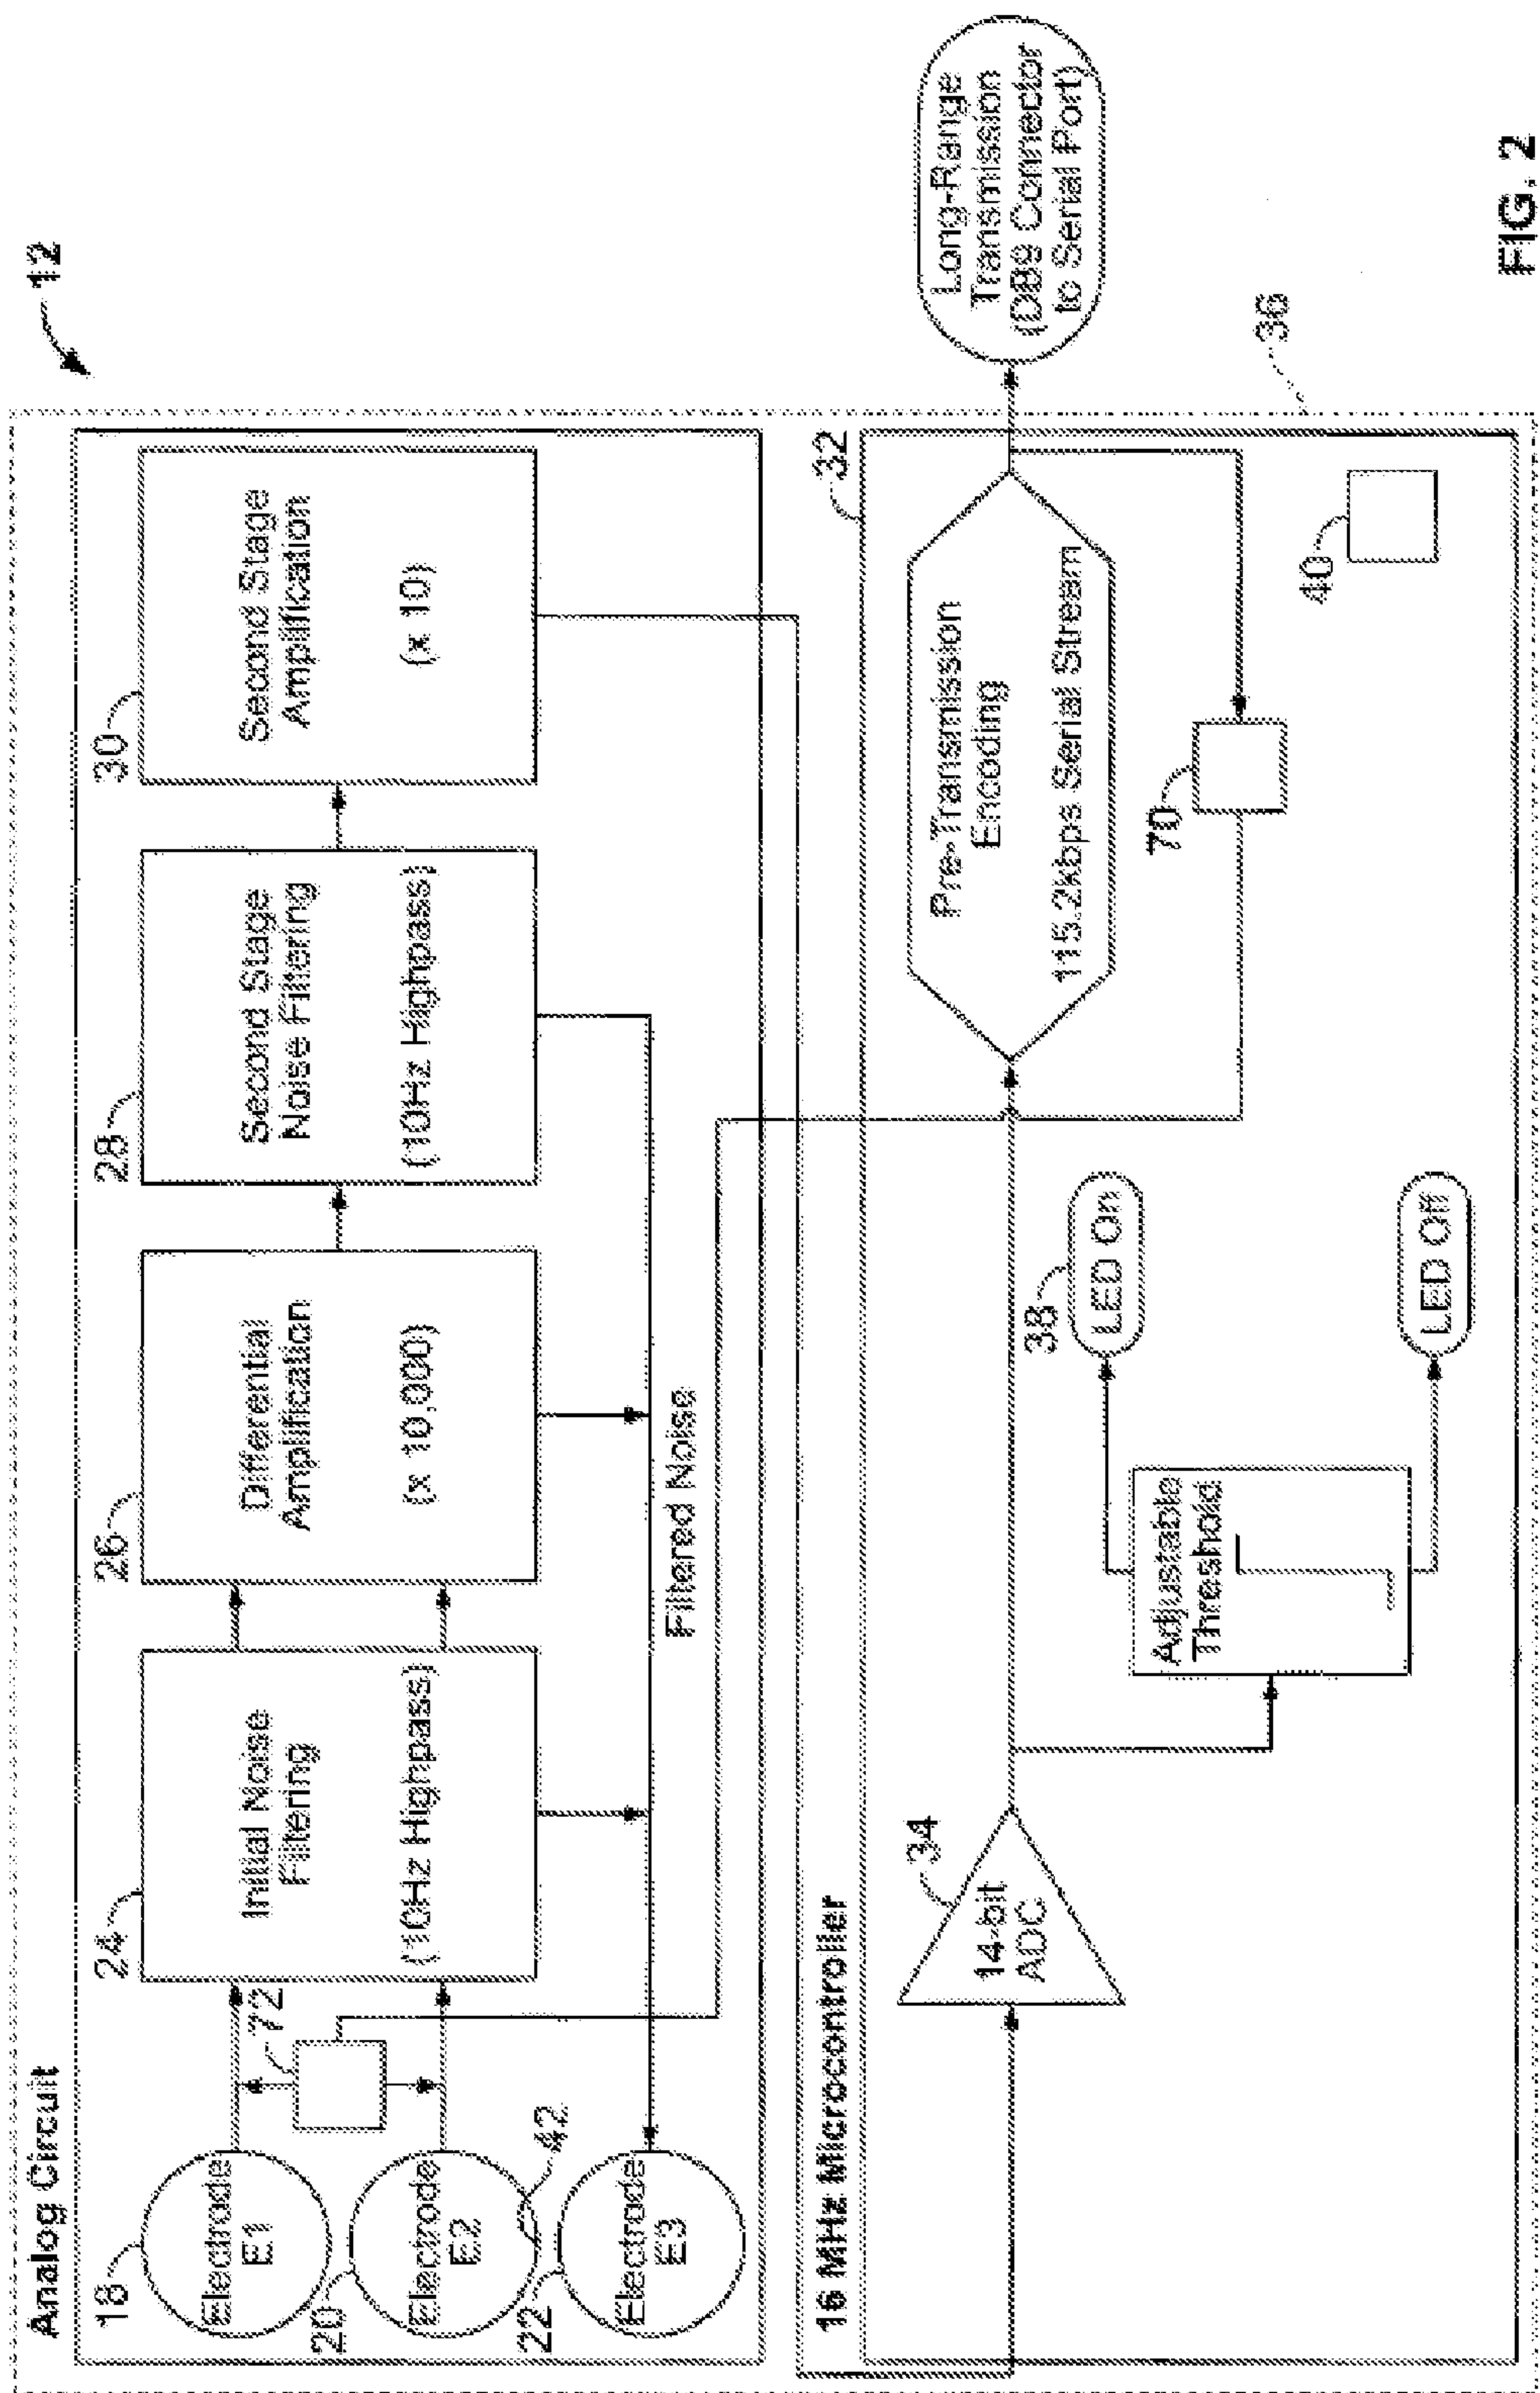 12
Analog Circuit
18
Electrode
E1
20
Electrode
E2
42
22
Electrode
E3
72
24
Initial Noise
Filtering
(10Hz Highpass)
26
Differential
Amplification
(x 10,000)
28
Second Stage
Noise Filtering
(10Hz Highpass)
30
Second Stage
Amplification
(x 10)
Filtered Noise
16 MHz Microcontroller
32
34
14-bit
ADC
Adjustable
Threshold
38
LED On
LED Off
Pre-Transmission
Encoding
115.2kbps Serial Stream
70
40
Long-Range
Transmission
(DB9 Connector
to Serial Port)
36
FIG. 2